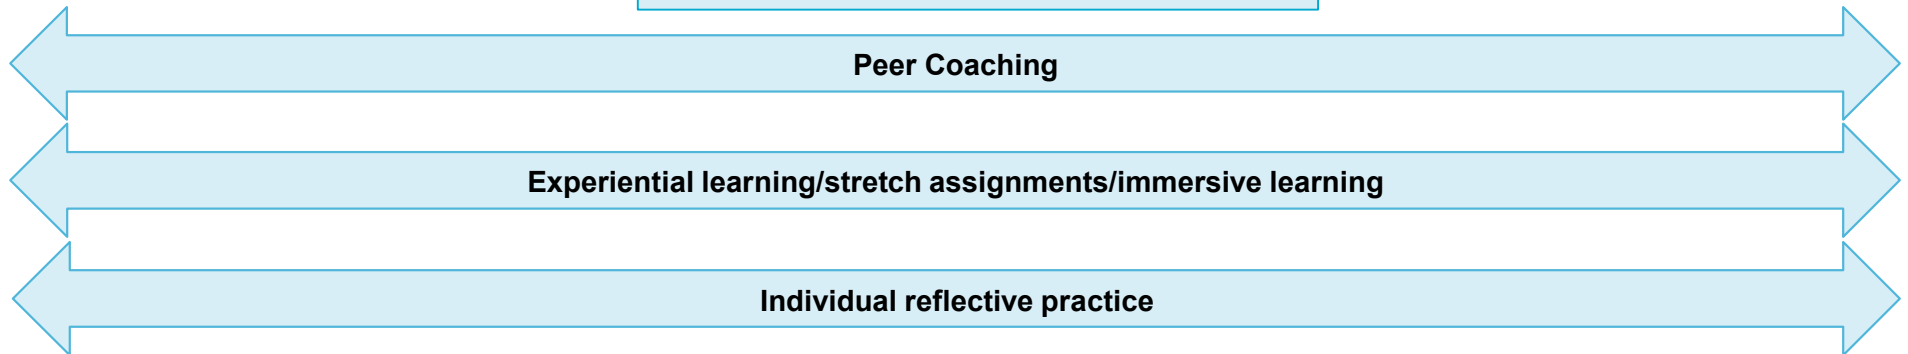 Peer Coaching
Experiential learning/stretch assignments/immersive learning
Individual reflective practice